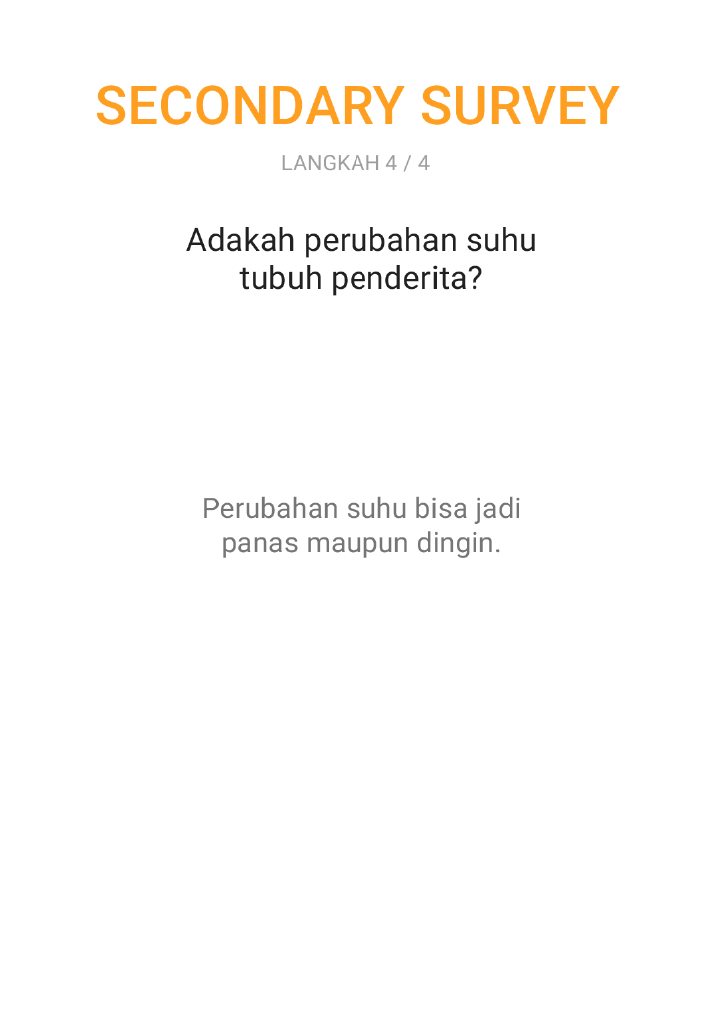 SECONDARY SURVEY
LANGKAH 4 / 4
Adakah perubahan suhu
tubuh penderita?
Perubahan suhu bisa jadi
panas maupun dingin.